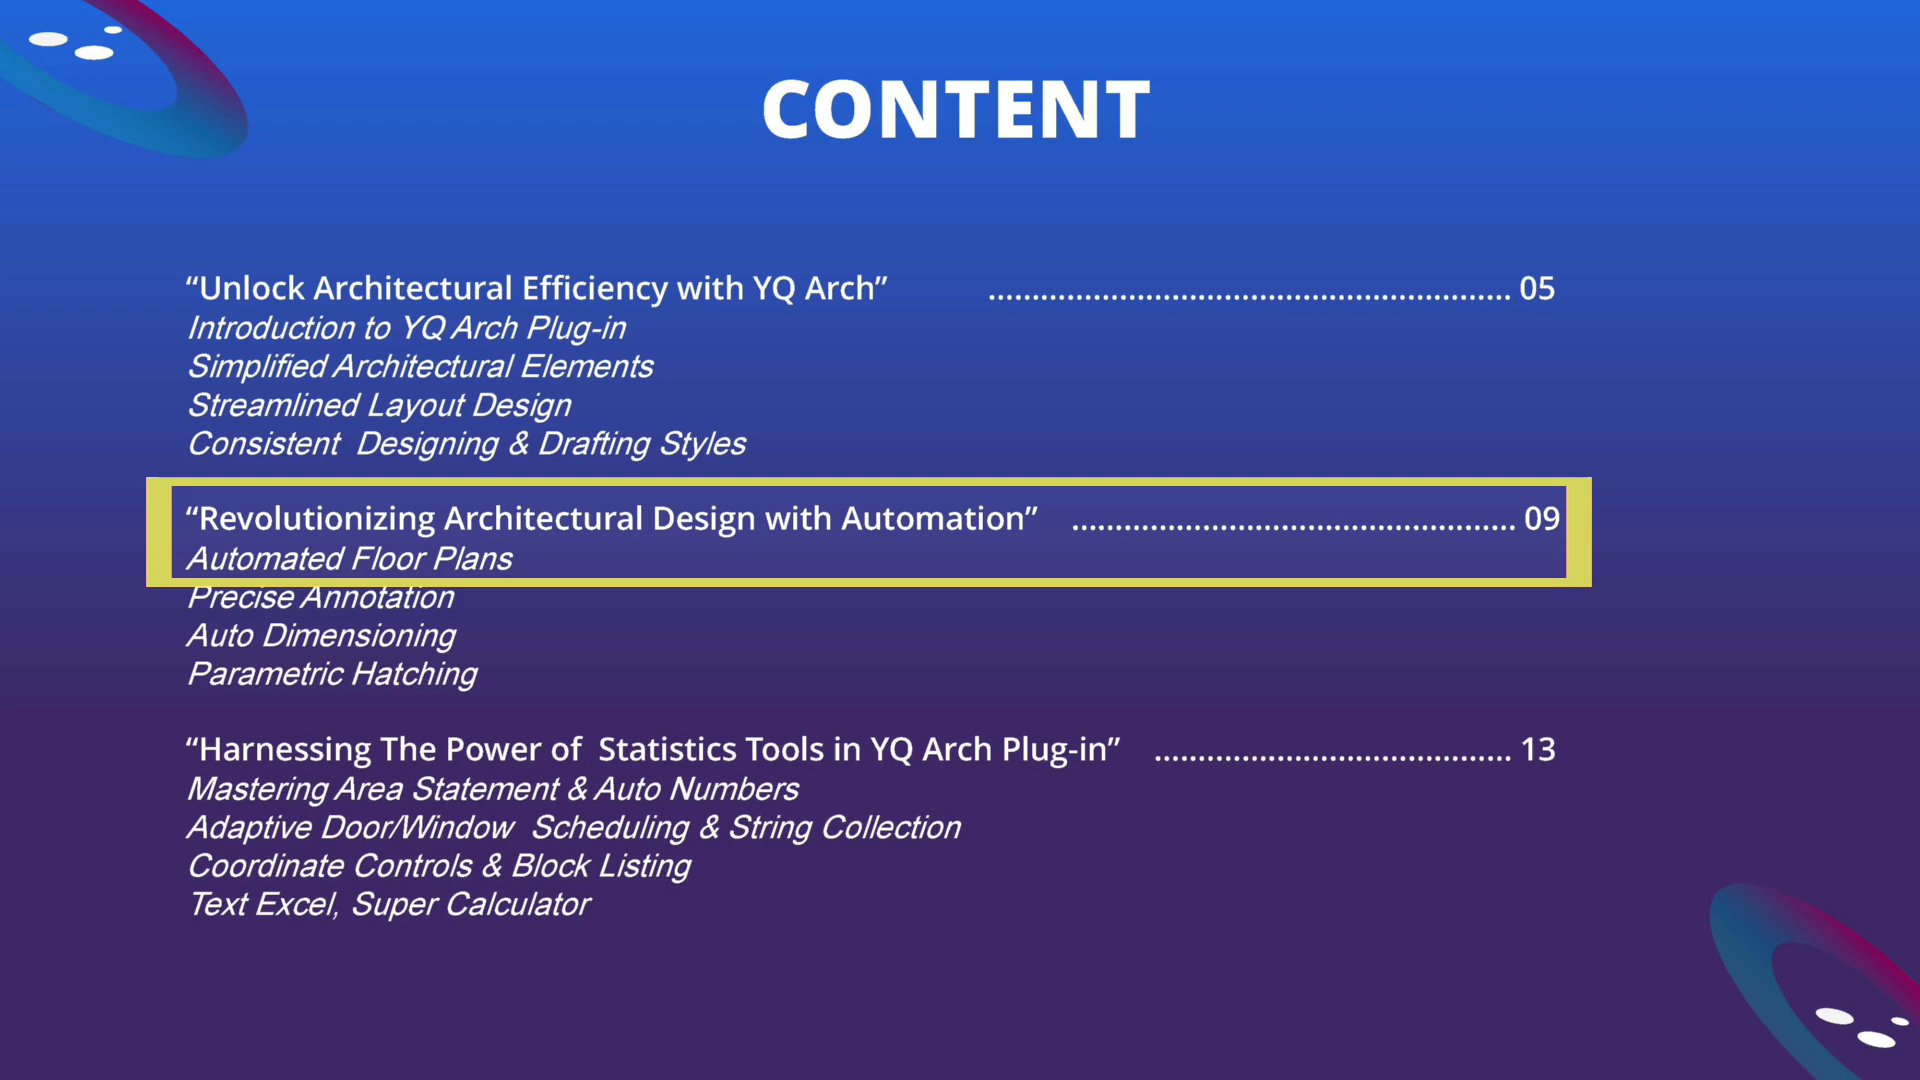 CONTENT
“Unlock Architectural Efficiency with YQ Arch” ............................................................ 05
Introduction to YQ Arch Plug-in
Simplified Architectural Elements
Streamlined Layout Design
Consistent Designing & Drafting Styles
“Revolutionizing Architectural Design with Automation” ................................................... 09
Automated Floor Plans
Precise Annotation
Auto Dimensioning
Parametric Hatching
“Harnessing The Power of Statistics Tools in YQ Arch Plug-in” ......................................... 13
Mastering Area Statement & Auto Numbers
Adaptive Door/Window Scheduling & String Collection
Coordinate Controls & Block Listing
Text Excel, Super Calculator